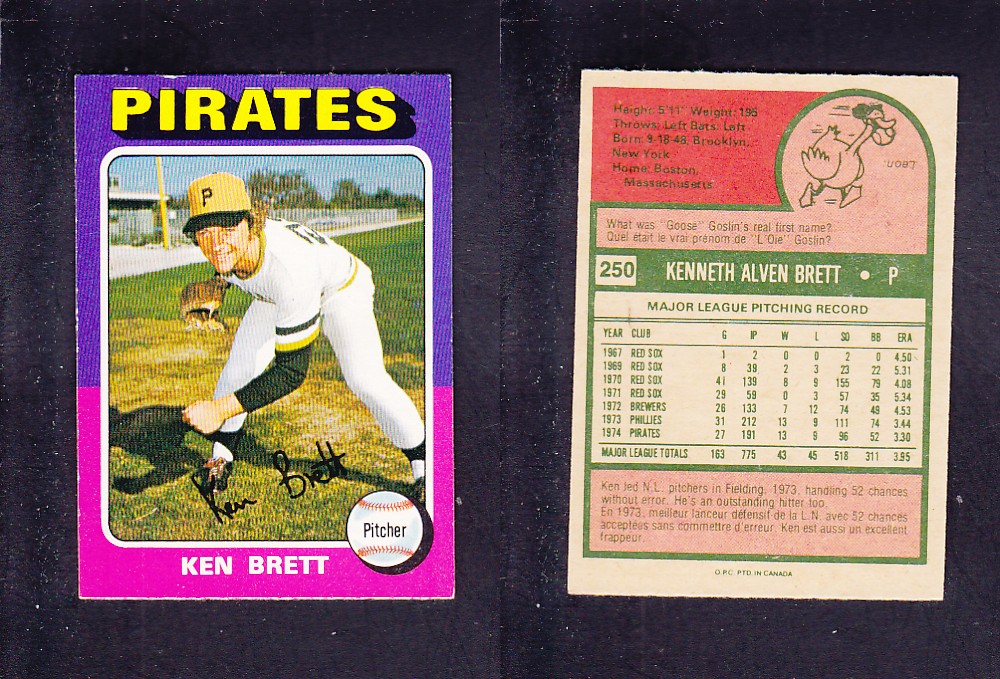 PIRATES
P
Ken Brett
Pitcher
KEN BRETT
Height: 5'11" Weight: 195
Throws: Left Bats: Left
Born: 9-18-48, Brooklyn,
New York
Home: Boston,
Massachusetts
Leon.
What was "Goose" Goslin's real first name?
Quel était le vrai prenom de "L'Oie" Goslin?
250 KENNETH ALVEN BRETT • P
MAJOR LEAGUE PITCHING RECORD
YEAR CLUB G IP W L SO BB ERA
1967 RED SOX 1 2 0 0 2 0 4.50
1969 RED SOX 8 39 2 3 23 22 5.31
1970 RED SOX 41 139 8 9 155 79 4.08
1971 RED SOX 29 59 0 3 57 35 5.34
1972 BREWERS 26 133 7 12 74 49 4.53
1973 PHILLIES 31 212 13 9 111 74 3.44
1974 PIRATES 27 191 13 9 96 52 3.30
MAJOR LEAGUE TOTALS 163 775 43 45 518 311 3.95
Ken led N.L. pitchers in Fielding, 1973, handling 52 chances
without error. He's an outstanding hitter too.
En 1973, meilleur lanceur défensif de la L.N. avec 52 chances
acceptées sans commettre d'erreur. Ken est aussi un excellent
frappeur.
O.P.C. PTD. IN CANADA